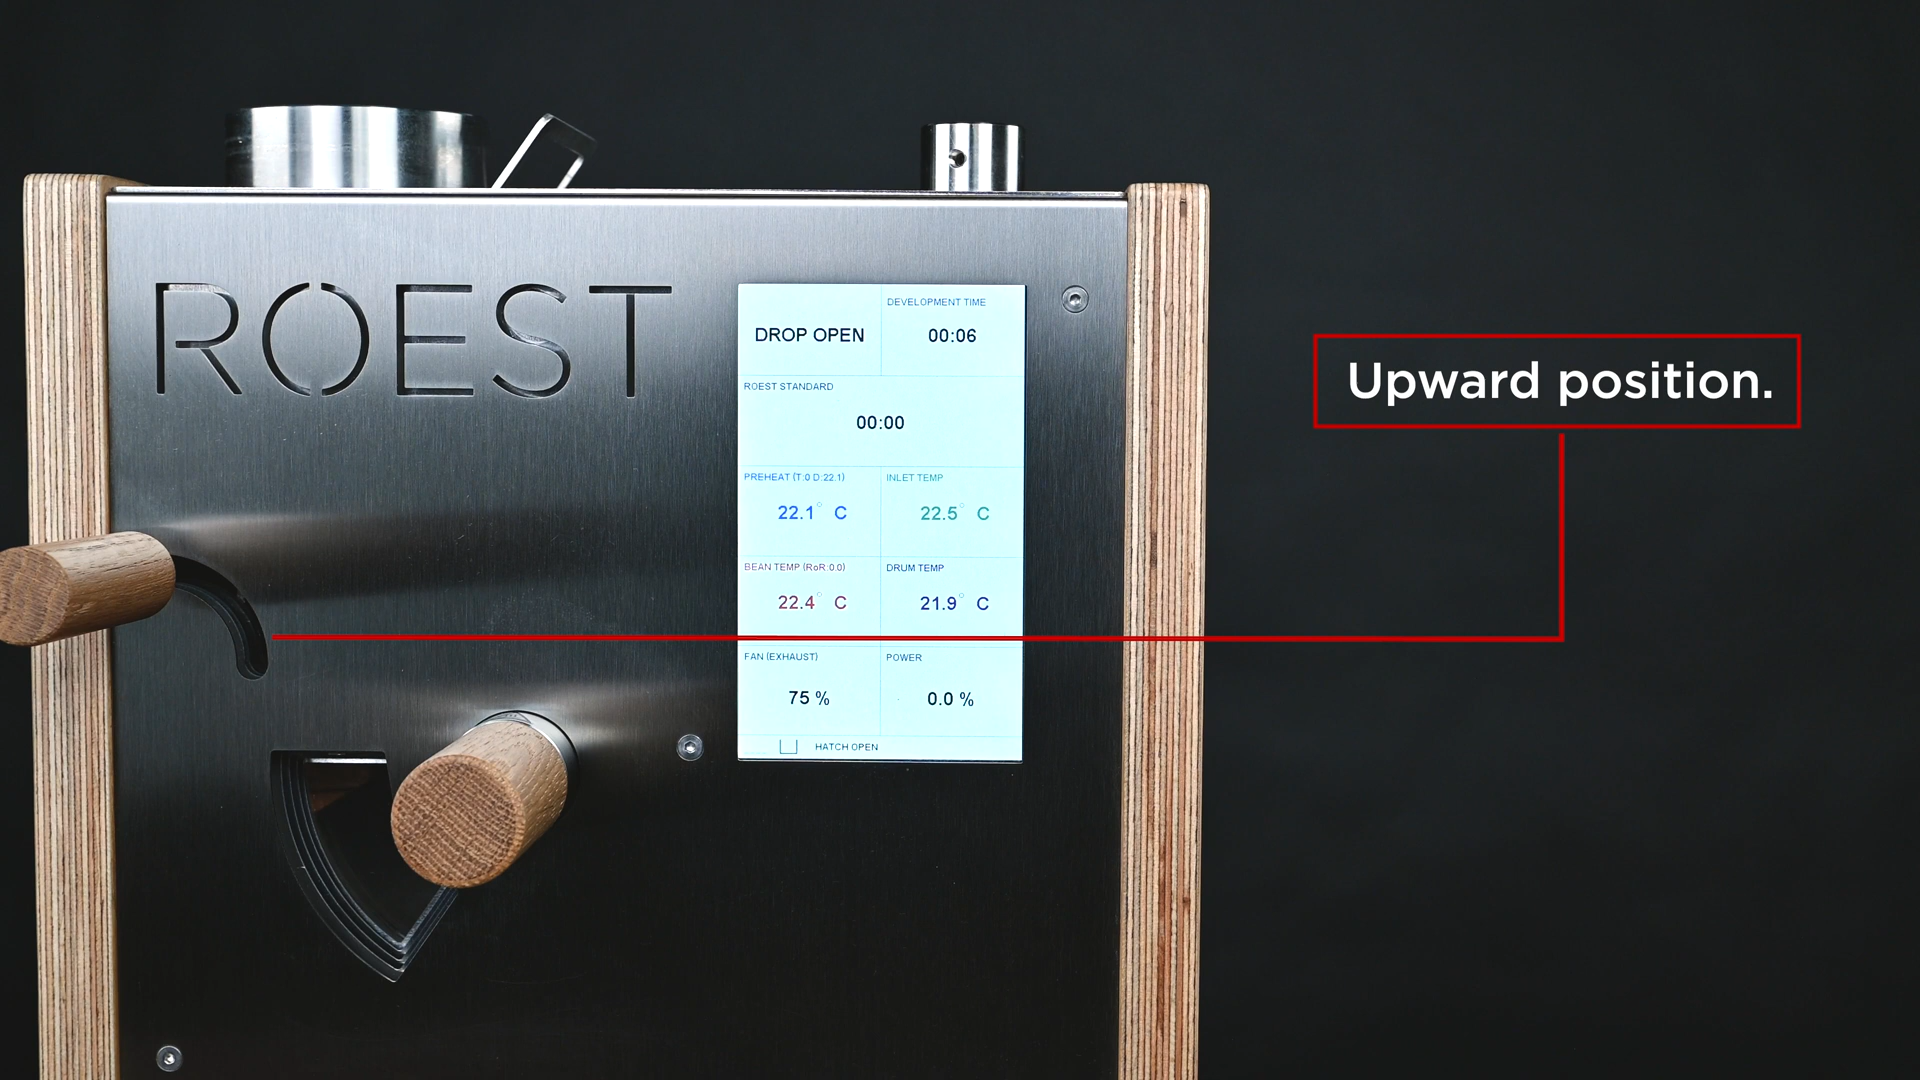 ROEST
DROP OPEN
DEVELOPMENT TIME
00:06
ROEST STANDARD
00:00
PREHEAT (T:0 D:22.1)
22.1° C
INLET TEMP
22.5° C
BEAN TEMP (RoR:0.0)
22.4° C
DRUM TEMP
21.9° C
FAN (EXHAUST)
75 %
POWER
0.0 %
HATCH OPEN
Upward position.